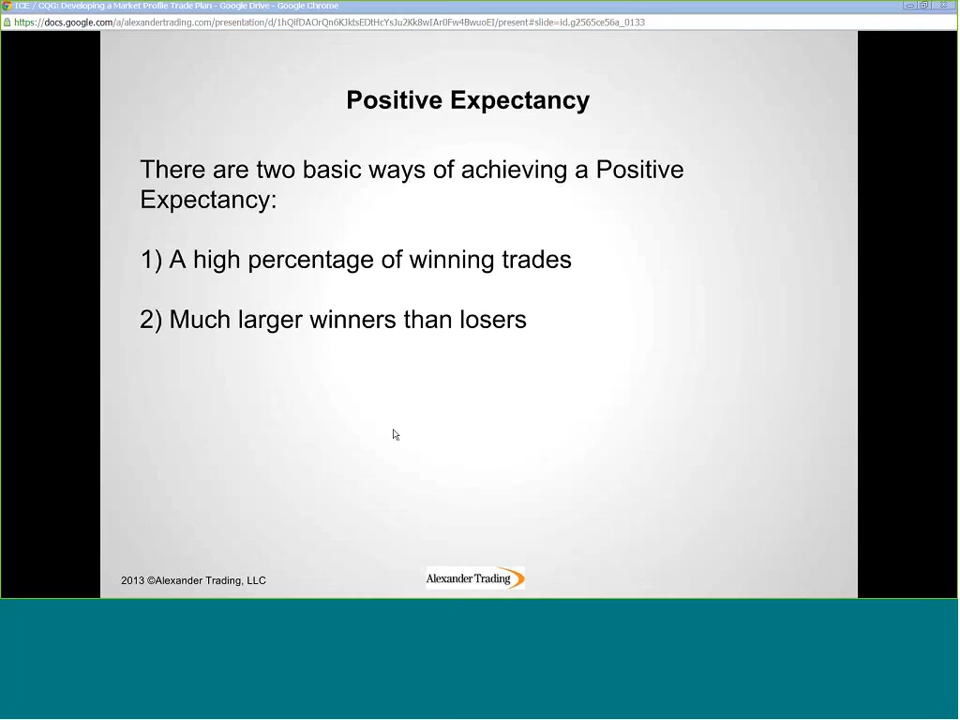 ICE / CQG: Developing a Market Profile Trade Plan - Google Drive - Google Chrome
Positive Expectancy
There are two basic ways of achieving a Positive
Expectancy:
1) A high percentage of winning trades
2) Much larger winners than losers
2013 ©Alexander Trading, LLC
Alexander Trading